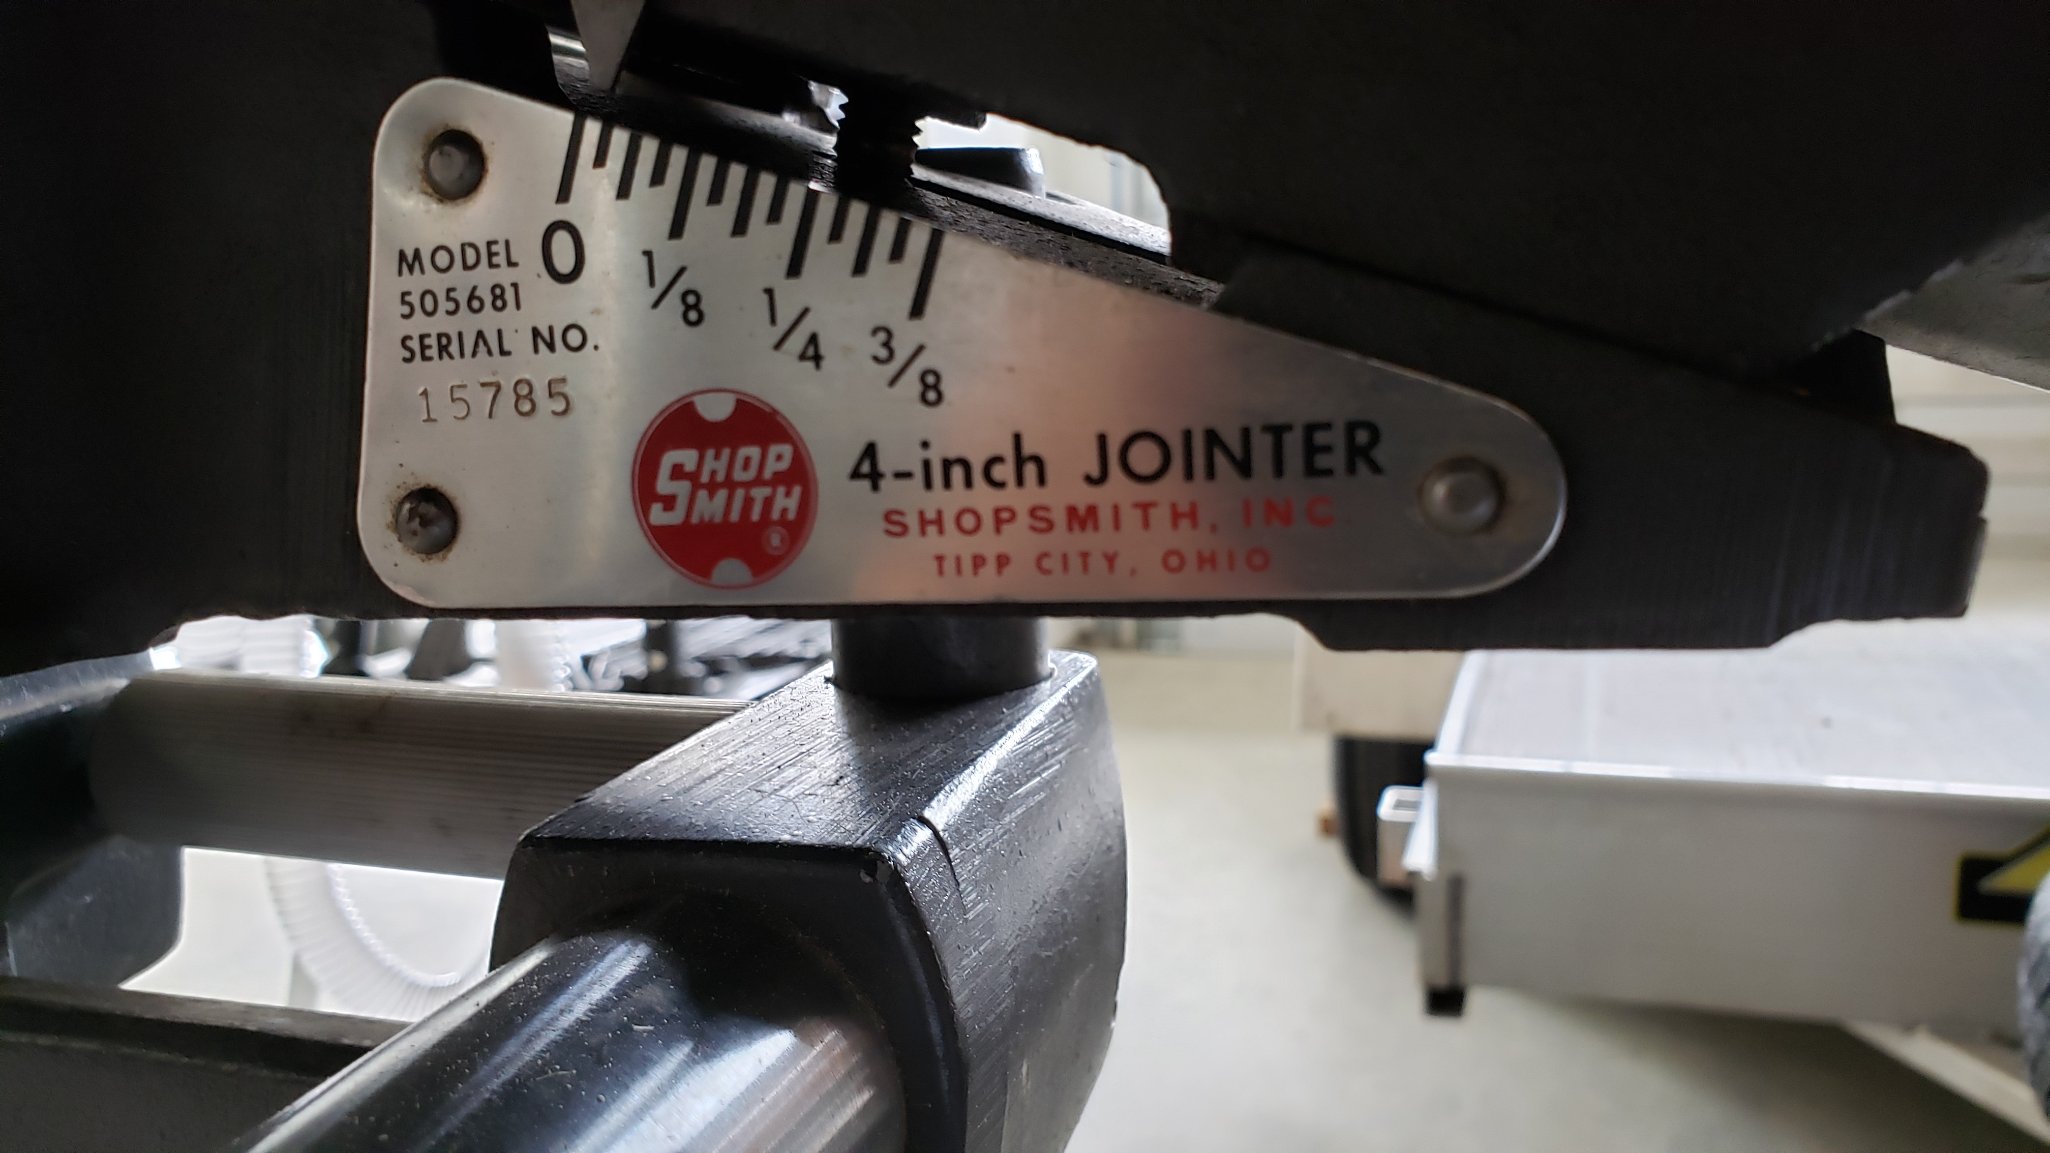 MODEL
505681
SERIAL NO.
15785
0
1/8
1/4
3/8
SHOP
SMITH
®
4-inch JOINTER
SHOPSMITH, INC.
TIPP CITY, OHIO